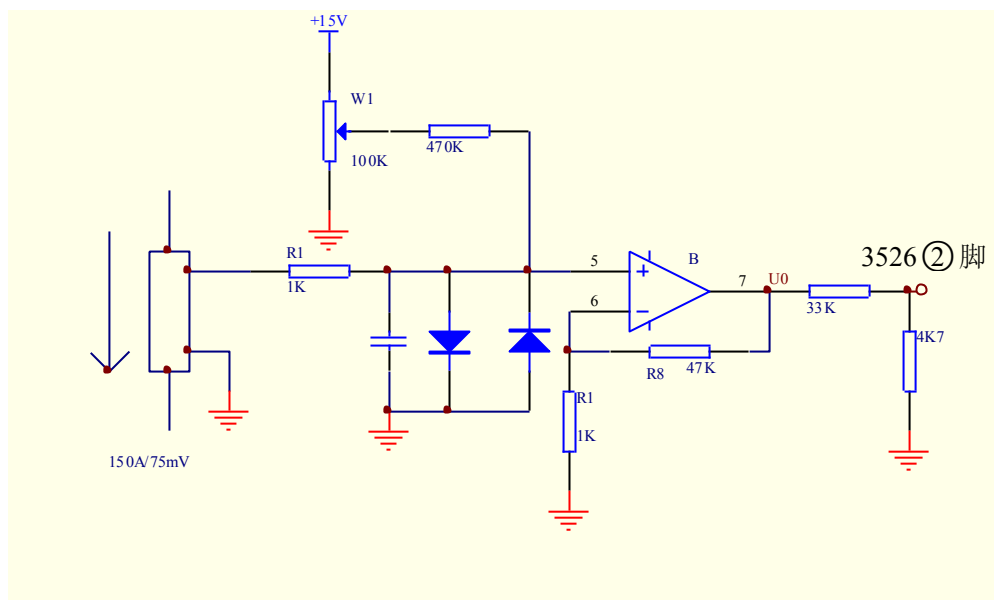 +15V
W1
100K
470K
R1
1K
5
6
B
7
U0
3526②脚
33K
4K7
R8
47K
R1
1K
150A/75mV